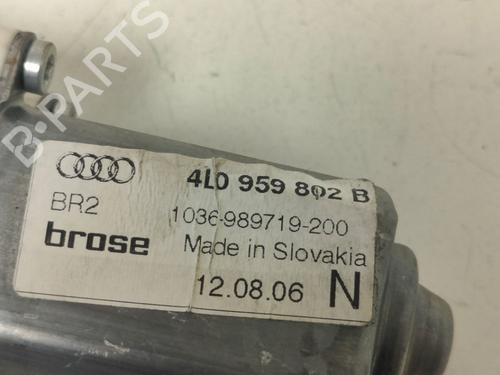 B-PARTS
4L0 959 802 B
BR2
1036-989719-200
brose
Made in Slovakia
12.08.06 N